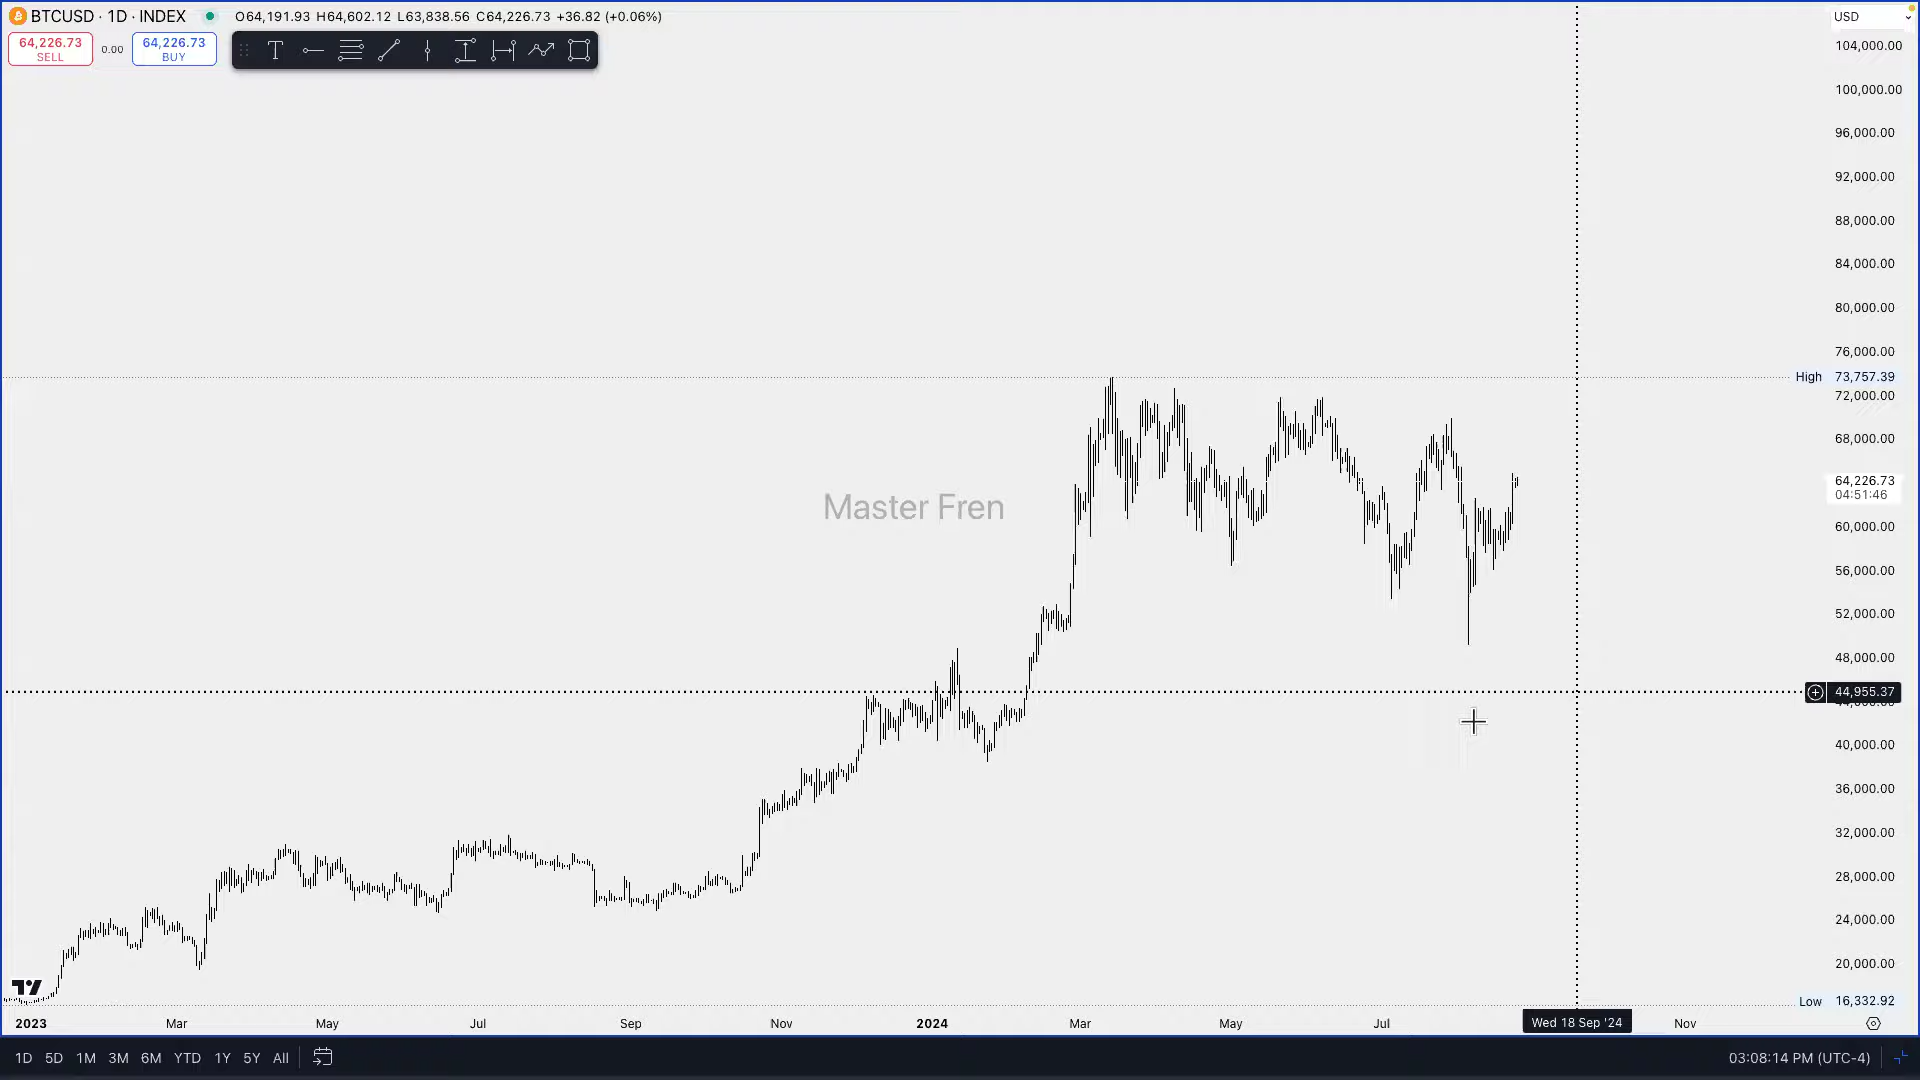 BTCUSD · 1D · INDEX
O64,191.93 H64,602.12 L63,838.56 C64,226.73 +36.82 (+0.06%)
USD
64,226.73
SELL
0.00
64,226.73
BUY
T
104,000.00
100,000.00
96,000.00
92,000.00
88,000.00
84,000.00
80,000.00
76,000.00
High 73,757.39
72,000.00
68,000.00
64,226.73
04:51:46
Master Fren
60,000.00
56,000.00
52,000.00
48,000.00
44,955.37
40,000.00
36,000.00
32,000.00
28,000.00
24,000.00
20,000.00
Low 16,332.92
2023 Mar May Jul Sep Nov 2024 Mar May Jul Wed 18 Sep '24 Nov
1D 5D 1M 3M 6M YTD 1Y 5Y All
03:08:14 PM (UTC-4)